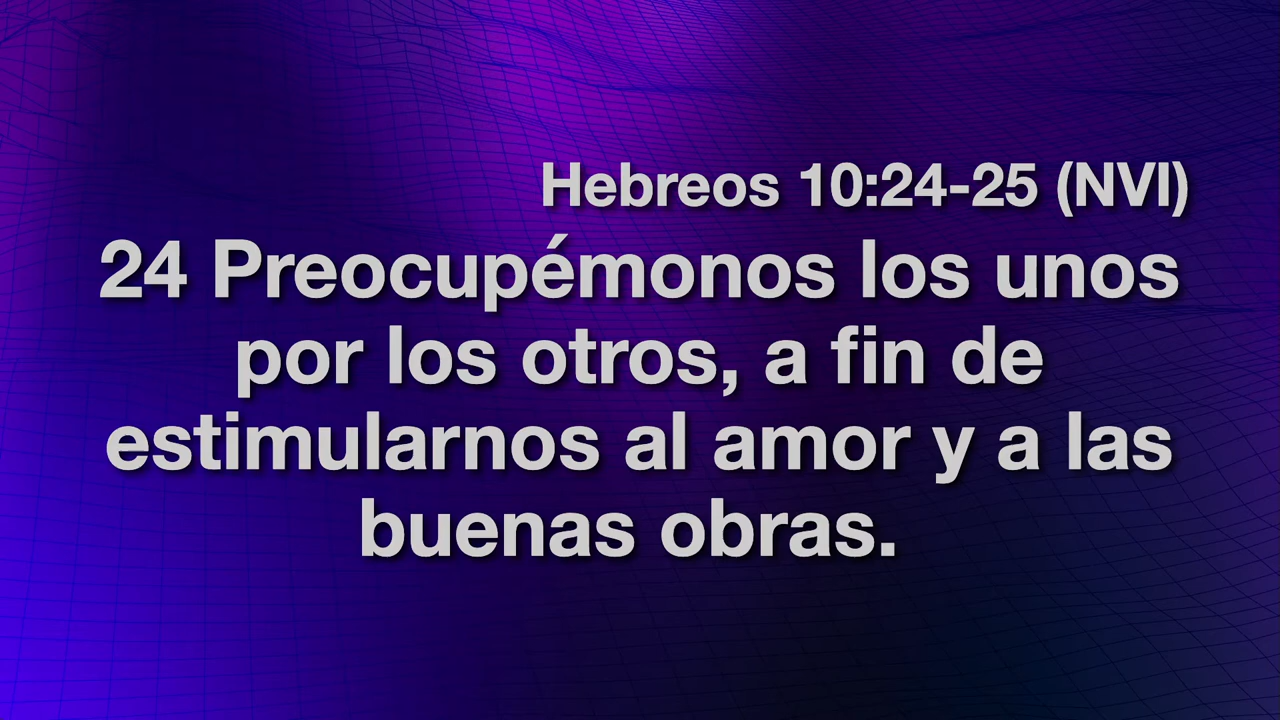 Hebreos 10:24-25 (NVI)
24 Preocupémonos los unos
por los otros, a fin de
estimularnos al amor y a las
buenas obras.